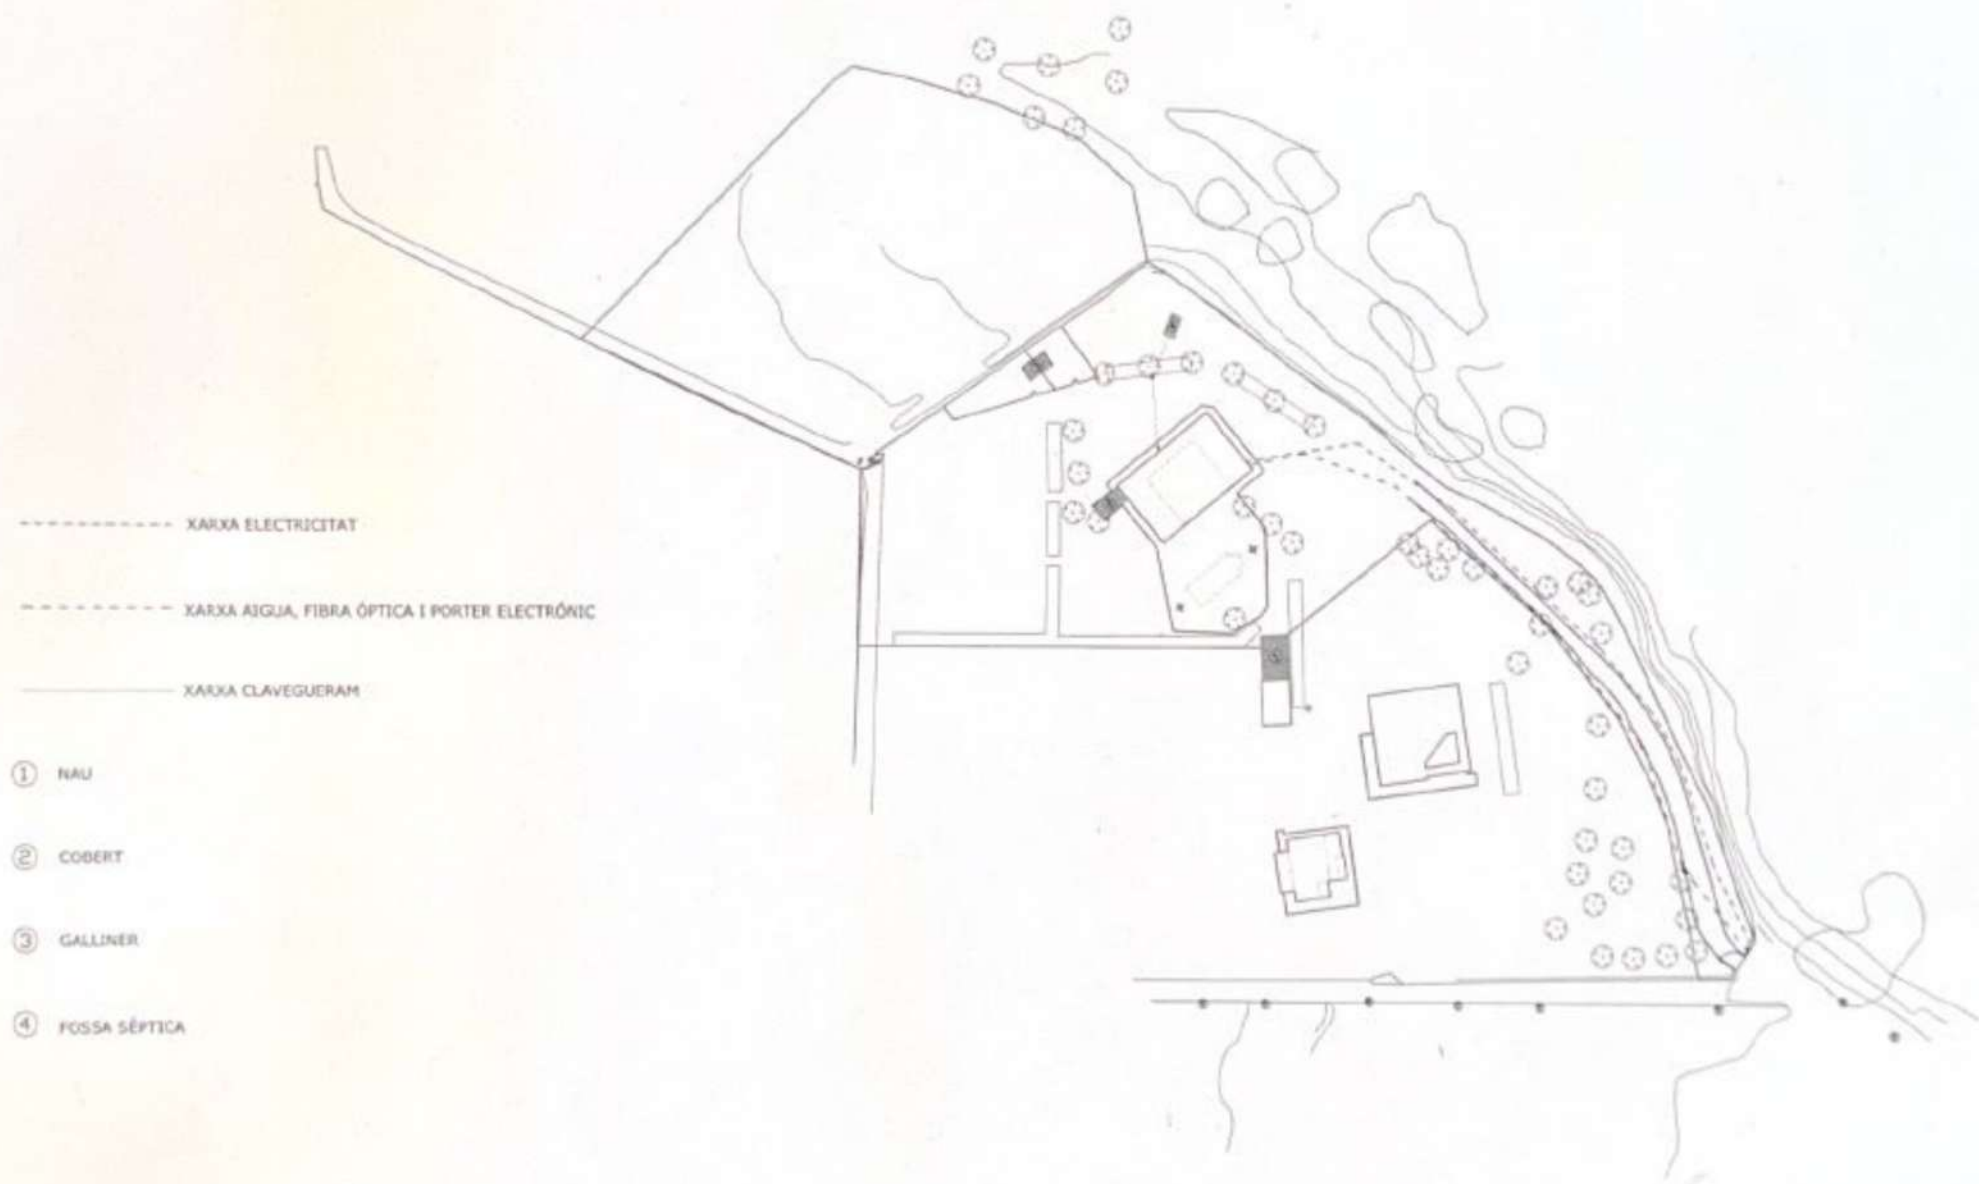 XARXA ELECTRICITAT
XARXA AIGUA, FIBRA ÒPTICA I PORTER ELECTRÒNIC
XARXA CLAVEGUERAM
1 NAU
2 COBERT
3 GALLINER
4 FOSSA SÈPTICA